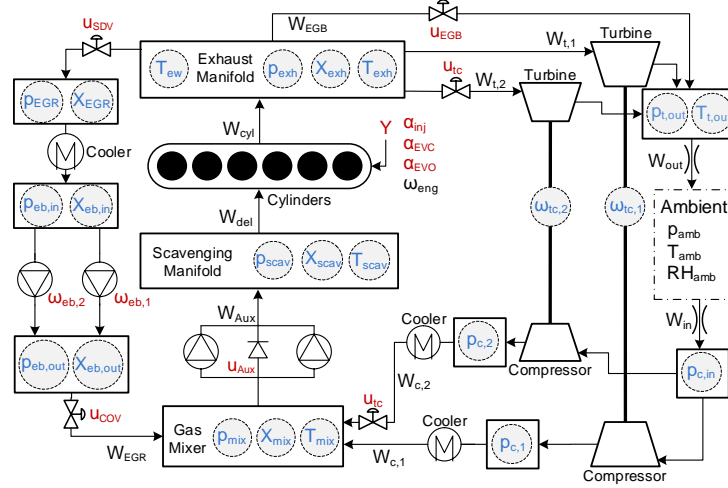 u_SDV
W_EGB
u_EGB
Turbine
W_t,1
Exhaust
Manifold
T_ew
p_exh
X_exh
T_exh
u_tc
W_t,2
Turbine
p_EGR
X_EGR
p_t,out
T_t,out
W_cyl
Y
α_inj
α_EVC
α_EVO
ω_eng
Cooler
Cylinders
W_out
p_eb,in
X_eb,in
W_del
ω_tc,2
ω_tc,1
Ambient
p_amb
T_amb
RH_amb
Scavenging
Manifold
p_scav
X_scav
T_scav
ω_eb,2
ω_eb,1
W_Aux
Cooler
p_c,2
W_in
u_Aux
Compressor
p_eb,out
X_eb,out
u_tc
W_c,2
p_c,in
u_COV
W_EGR
Gas
Mixer
p_mix
X_mix
T_mix
Cooler
W_c,1
p_c,1
Compressor